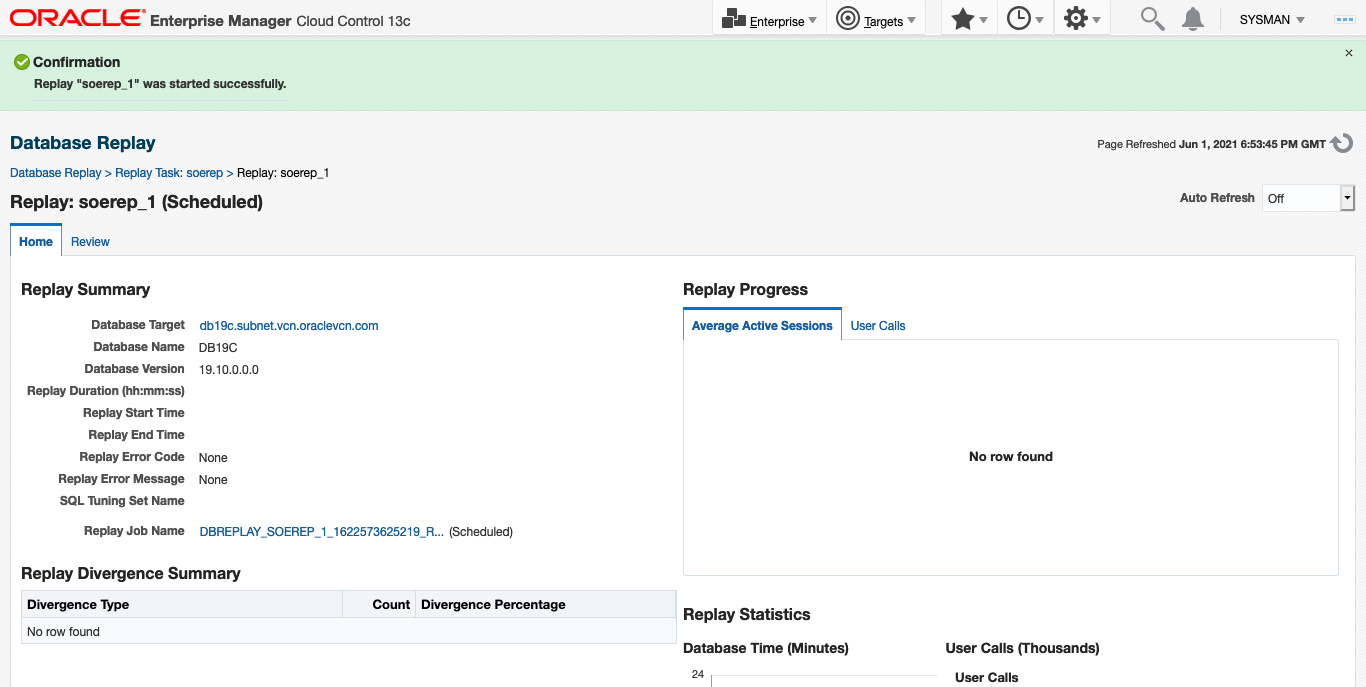 ORACLE® Enterprise Manager Cloud Control 13c
Enterprise
Targets
SYSMAN
Confirmation
Replay "soerep_1" was started successfully.
Database Replay
Page Refreshed Jun 1, 2021 6:53:45 PM GMT
Database Replay > Replay Task: soerep > Replay: soerep_1
Replay: soerep_1 (Scheduled)
Auto Refresh Off
Home
Review
Replay Summary
Database Target db19c.subnet.vcn.oraclevcn.com
Database Name DB19C
Database Version 19.10.0.0.0
Replay Duration (hh:mm:ss)
Replay Start Time
Replay End Time
Replay Error Code None
Replay Error Message None
SQL Tuning Set Name
Replay Job Name DBREPLAY_SOEREP_1_1622573625219_R... (Scheduled)
Replay Divergence Summary
Divergence Type Count Divergence Percentage
No row found
Replay Progress
Average Active Sessions
User Calls
No row found
Replay Statistics
Database Time (Minutes)
24
User Calls (Thousands)
User Calls